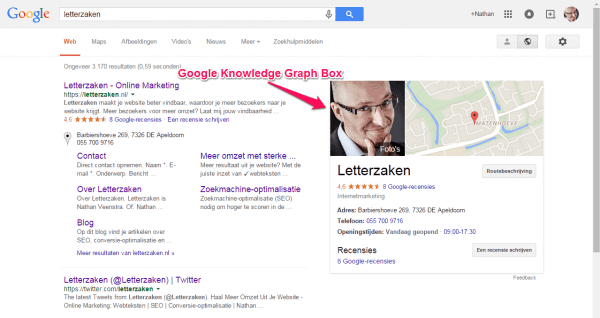 Google
letterzaken
+Nathan
Web Maps Afbeeldingen Video's Nieuws Meer Zoekhulpmiddelen
Ongeveer 3.170 resultaten (0,59 seconden)
Google Knowledge Graph Box
Letterzaken - Online Marketing
https://letterzaken.nl/
Letterzaken maakt je website beter vindbaar, waardoor je meer bezoekers naar je
website krijgt. Meer bezoekers voor meer omzet? Laat mij jouw vindbaarheid ...
4,6 8 Google-recensies - Een recensie schrijven
Barbiershoeve 269, 7326 DE Apeldoorn
055 700 9716
Contact
Direct contact opnemen. Naam *. E-
mail *. Onderwerp. Bericht ...
Meer omzet met sterke ...
Meer resultaat uit je website? Met de
juiste inzet van ✓webteksten ...
Over Letterzaken
Over Letterzaken. Letterzaken is
Nathan Veenstra. Of: Nathan ...
Zoekmachine-optimalisatie
Zoekmachine-optimalisatie (SEO)
nodig om hoger te scoren in de ...
Blog
Op dit blog vind je artikelen over
SEO, conversie-optimalisatie en ...
Meer resultaten van letterzaken.nl »
Letterzaken (@Letterzaken) | Twitter
https://twitter.com/letterzaken
The latest Tweets from Letterzaken (@Letterzaken). Haal Meer Omzet Uit Je Website -
Online Marketing: Webteksten | SEO | Conversie-optimalisatie | Nathan ...
Foto's
MATENHOEVE
Letterzaken
Routebeschrijving
4,6 8 Google-recensies
Internetmarketing
Adres: Barbiershoeve 269, 7326 DE Apeldoorn
Telefoon: 055 700 9716
Openingstijden: Vandaag geopend · 09:00-17:30
Recensies
Een recensie schrijven
8 Google-recensies
Feedback